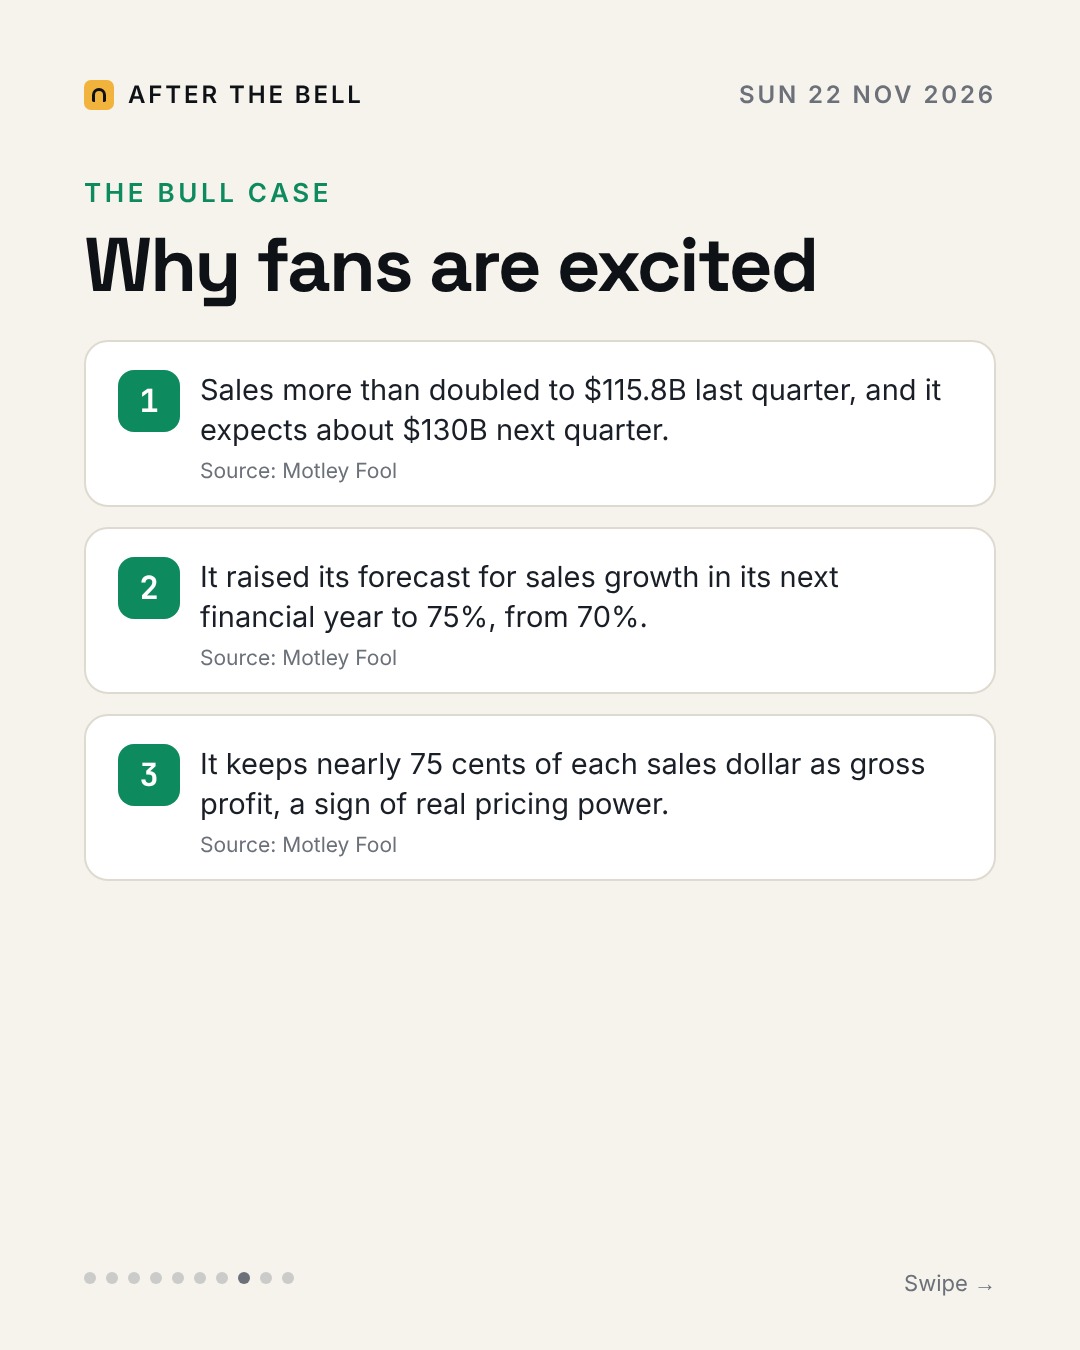 AFTER THE BELL
SUN 22 NOV 2026
THE BULL CASE
Why fans are excited
1
Sales more than doubled to $115.8B last quarter, and it
expects about $130B next quarter.
Source: Motley Fool
2
It raised its forecast for sales growth in its next
financial year to 75%, from 70%.
Source: Motley Fool
3
It keeps nearly 75 cents of each sales dollar as gross
profit, a sign of real pricing power.
Source: Motley Fool
Swipe →